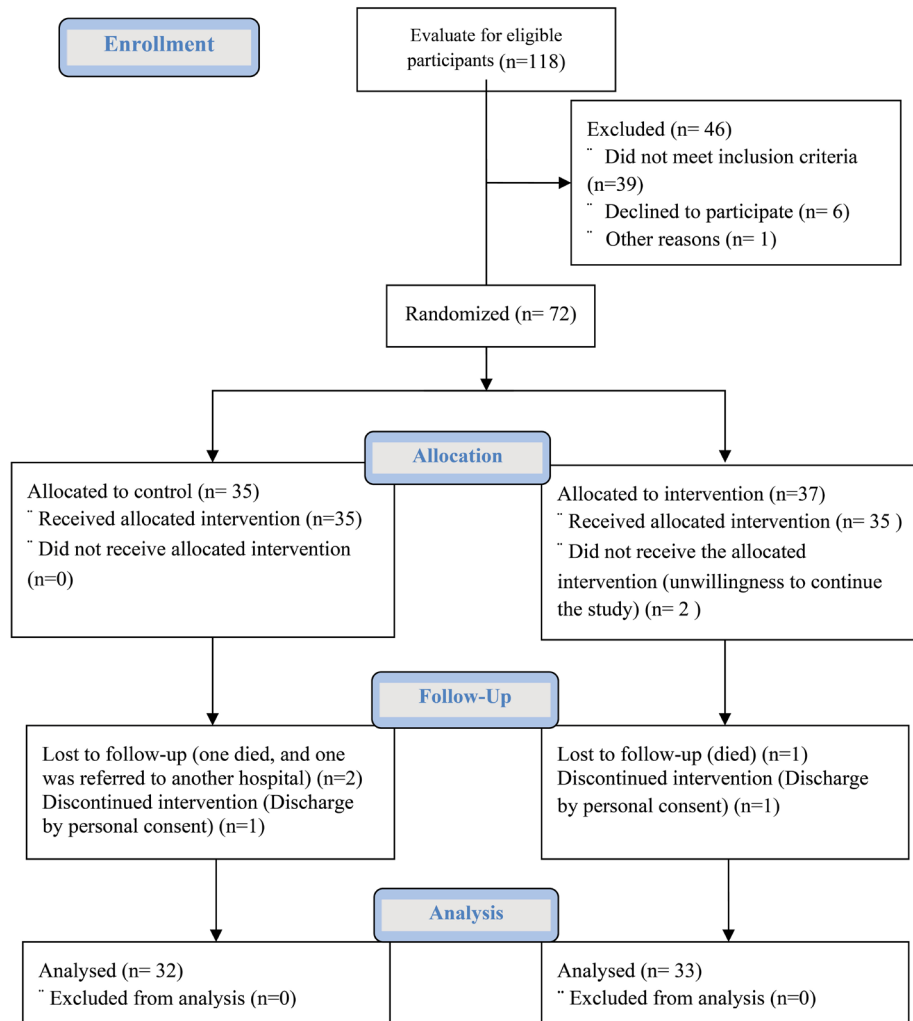 Enrollment
Evaluate for eligible
participants (n=118)
Excluded (n= 46)
¨ Did not meet inclusion criteria
(n=39)
¨ Declined to participate (n= 6)
¨ Other reasons (n= 1)
Randomized (n= 72)
Allocation
Allocated to control (n= 35)
¨ Received allocated intervention (n=35)
¨ Did not receive allocated intervention
(n=0)
Allocated to intervention (n=37)
¨ Received allocated intervention (n= 35 )
¨ Did not receive the allocated
intervention (unwillingness to continue
the study) (n= 2 )
Follow-Up
Lost to follow-up (one died, and one
was referred to another hospital) (n=2)
Discontinued intervention (Discharge
by personal consent) (n=1)
Lost to follow-up (died) (n=1)
Discontinued intervention (Discharge
by personal consent) (n=1)
Analysis
Analysed (n= 32)
¨ Excluded from analysis (n=0)
Analysed (n= 33)
¨ Excluded from analysis (n=0)